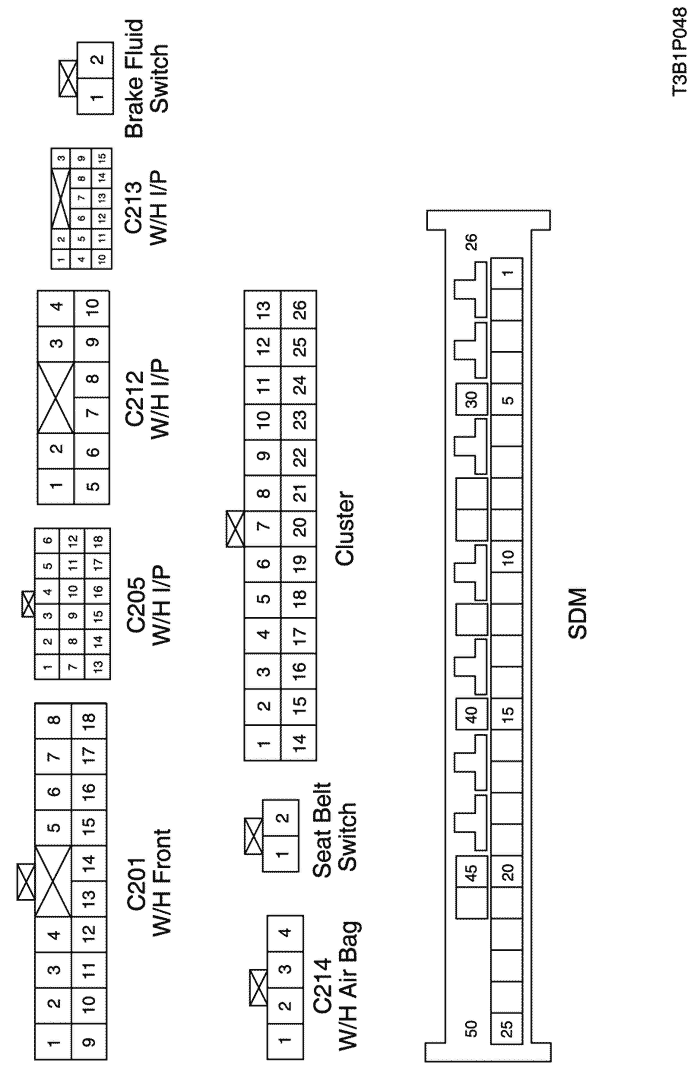 1 2 3 4 5 6 7 8
9 10 11 12 13 14 15 16 17 18
C201
W/H Front
1 2 3 4 5 6
7 8 9 10 11 12
13 14 15 16 17 18
C205
W/H I/P
1 2 3 4
5 6 7 8 9 10
C212
W/H I/P
1 2 3
4 5 6 7 8 9
10 11 12 13 14 15
C213
W/H I/P
1 2
Brake Fluid
Switch
1 2 3 4
C214
W/H Air Bag
1 2
Seat Belt
Switch
1 2 3 4 5 6 7 8 9 10 11 12 13
14 15 16 17 18 19 20 21 22 23 24 25 26
Cluster
50 45 40 30 26
25 20 15 10 5 1
SDM
T3B1P048